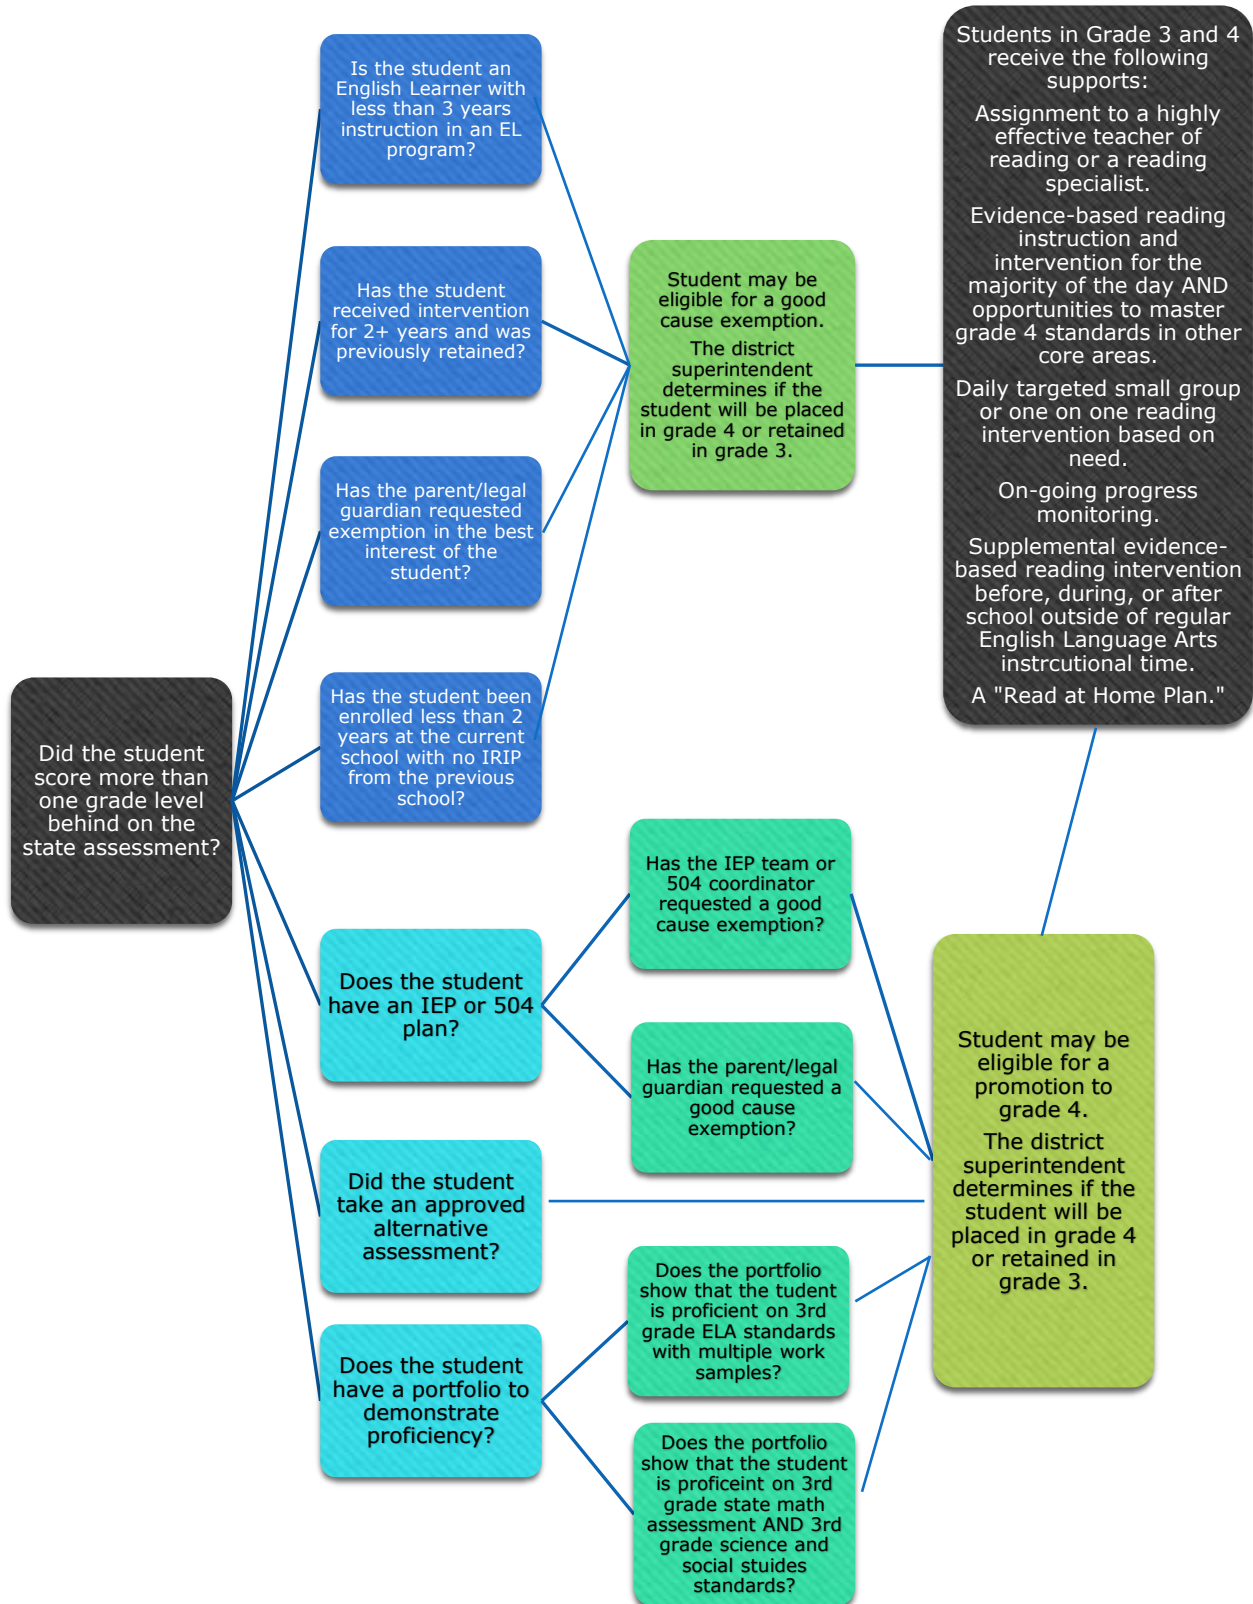 Did the student
score more than
one grade level
behind on the
state assessment?
Is the student an
English Learner with
less than 3 years
instruction in an EL
program?
Has the student
received intervention
for 2+ years and was
previously retained?
Has the parent/legal
guardian requested
exemption in the best
interest of the
student?
Has the student been
enrolled less than 2
years at the current
school with no IRIP
from the previous
school?
Student may be
eligible for a good
cause exemption.
The district
superintendent
determines if the
student will be placed
in grade 4 or retained
in grade 3.
Students in Grade 3 and 4
receive the following
supports:
Assignment to a highly
effective teacher of
reading or a reading
specialist.
Evidence-based reading
instruction and
intervention for the
majority of the day AND
opportunities to master
grade 4 standards in other
core areas.
Daily targeted small group
or one on one reading
intervention based on
need.
On-going progress
monitoring.
Supplemental evidence-
based reading intervention
before, during, or after
school outside of regular
English Language Arts
instrcutional time.
A "Read at Home Plan."
Does the student
have an IEP or 504
plan?
Has the IEP team or
504 coordinator
requested a good
cause exemption?
Has the parent/legal
guardian requested a
good cause
exemption?
Did the student
take an approved
alternative
assessment?
Does the student
have a portfolio to
demonstrate
proficiency?
Does the portfolio
show that the tudent
is proficient on 3rd
grade ELA standards
with multiple work
samples?
Does the portfolio
show that the student
is proficeint on 3rd
grade state math
assessment AND 3rd
grade science and
social stuides
standards?
Student may be
eligible for a
promotion to
grade 4.
The district
superintendent
determines if the
student will be
placed in grade 4
or retained in
grade 3.